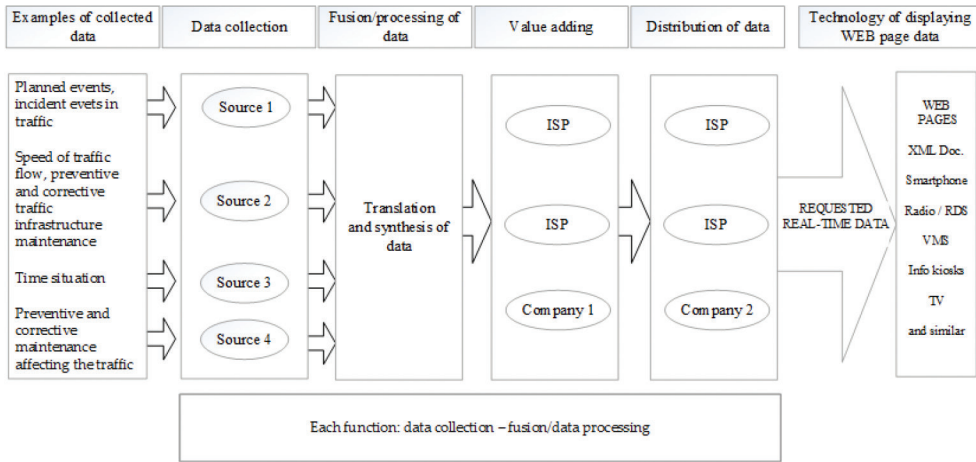 Examples of collected
data
Data collection
Fusion/processing of
data
Value adding
Distribution of data
Technology of displaying
WEB page data
Planned events,
incident evets in
traffic
Speed of traffic
flow, preventive
and corrective
traffic
infrastructure
maintenance
Time situation
Preventive and
corrective
maintenance
affecting the traffic
Source 1
Source 2
Source 3
Source 4
Translation
and synthesis of
data
ISP
ISP
Company 1
ISP
ISP
Company 2
REQUESTED
REAL-TIME DATA
WEB
PAGES
XML Doc.
Smartphone
Radio / RDS
VMS
Info kiosks
TV
and similar
Each function: data collection – fusion/data processing